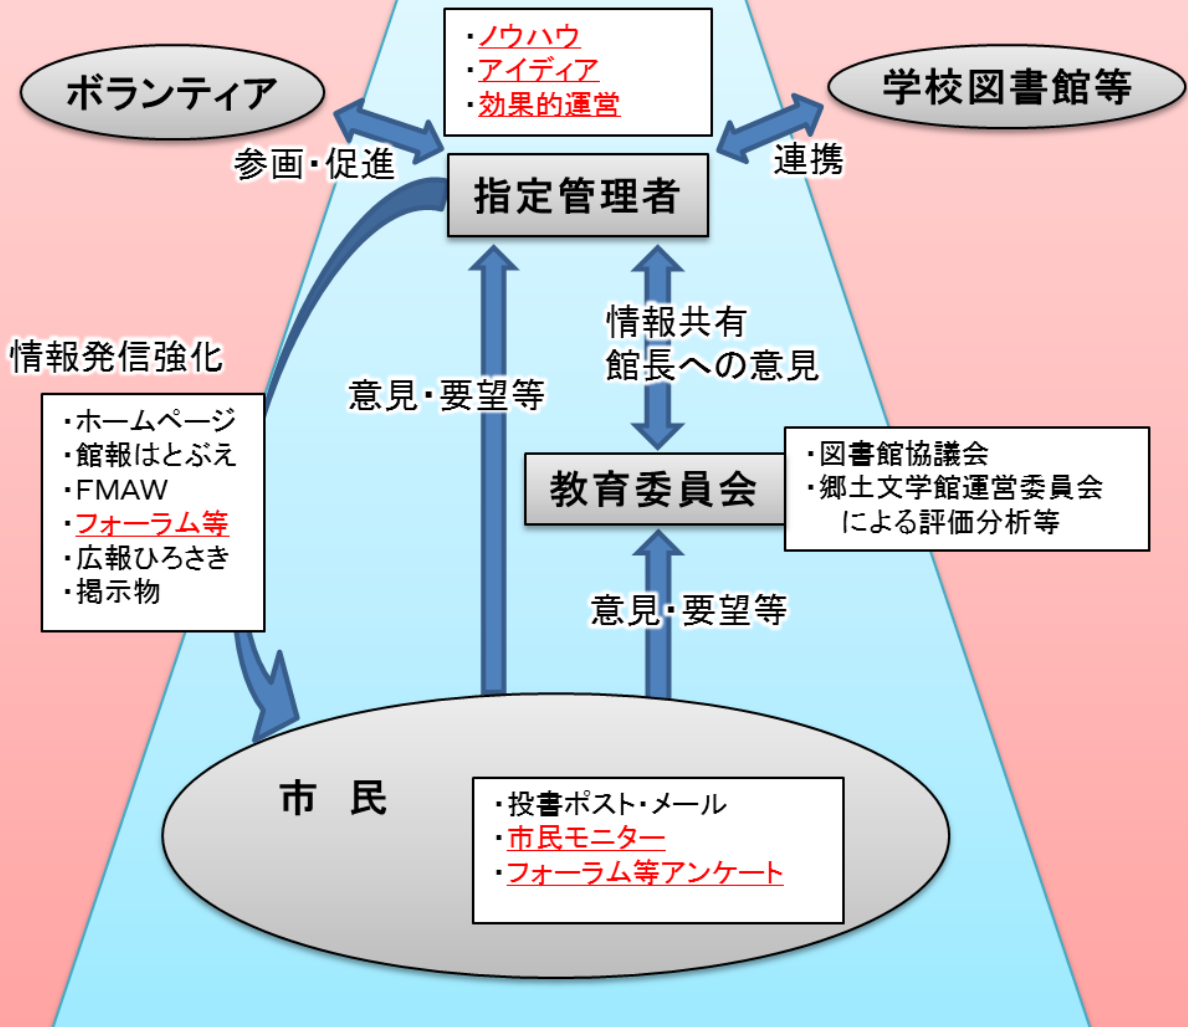 ・ノウハウ
・アイディア
・効果的運営
ボランティア
学校図書館等
参画・促進
連携
指定管理者
情報発信強化
・ホームページ
・館報はとぶえ
・FMAW
・フォーラム等
・広報ひろさき
・掲示物
意見・要望等
情報共有
館長への意見
教育委員会
・図書館協議会
・郷土文学館運営委員会
による評価分析等
意見・要望等
市　民
・投書ポスト・メール
・市民モニター
・フォーラム等アンケート